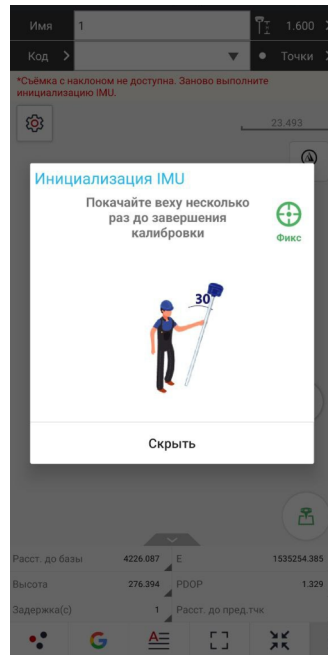 Имя 1 1.600
Код > Точки
*Съёмка с наклоном не доступна. Заново выполните
инициализацию IMU.
23.493
Инициализация IMU
Покачайте веху несколько
раз до завершения
калибровки
Фикс
30
Скрыть
Расст. до базы 4226.087 E 1535254.385
Высота 276.394 PDOP 1.329
Задержка(с) 1 Расст. до пред.тчк